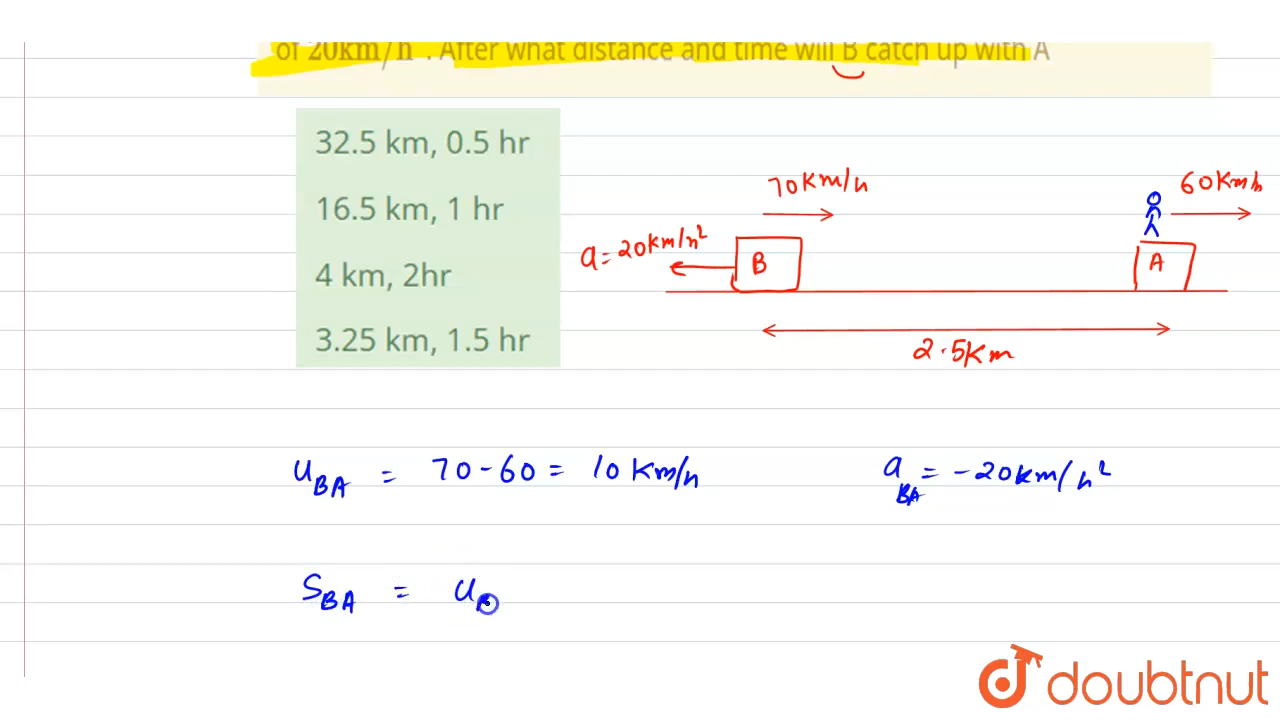 of 20km/h . After what distance and time will B catch up with A
32.5 km, 0.5 hr
16.5 km, 1 hr
4 km, 2hr
3.25 km, 1.5 hr
70Km/h
60Km/h
a=20km/h²
B
A
2.5Km
u_BA = 70-60= 10Km/h
a_BA = -20km/h²
S_BA = u
doubtnut